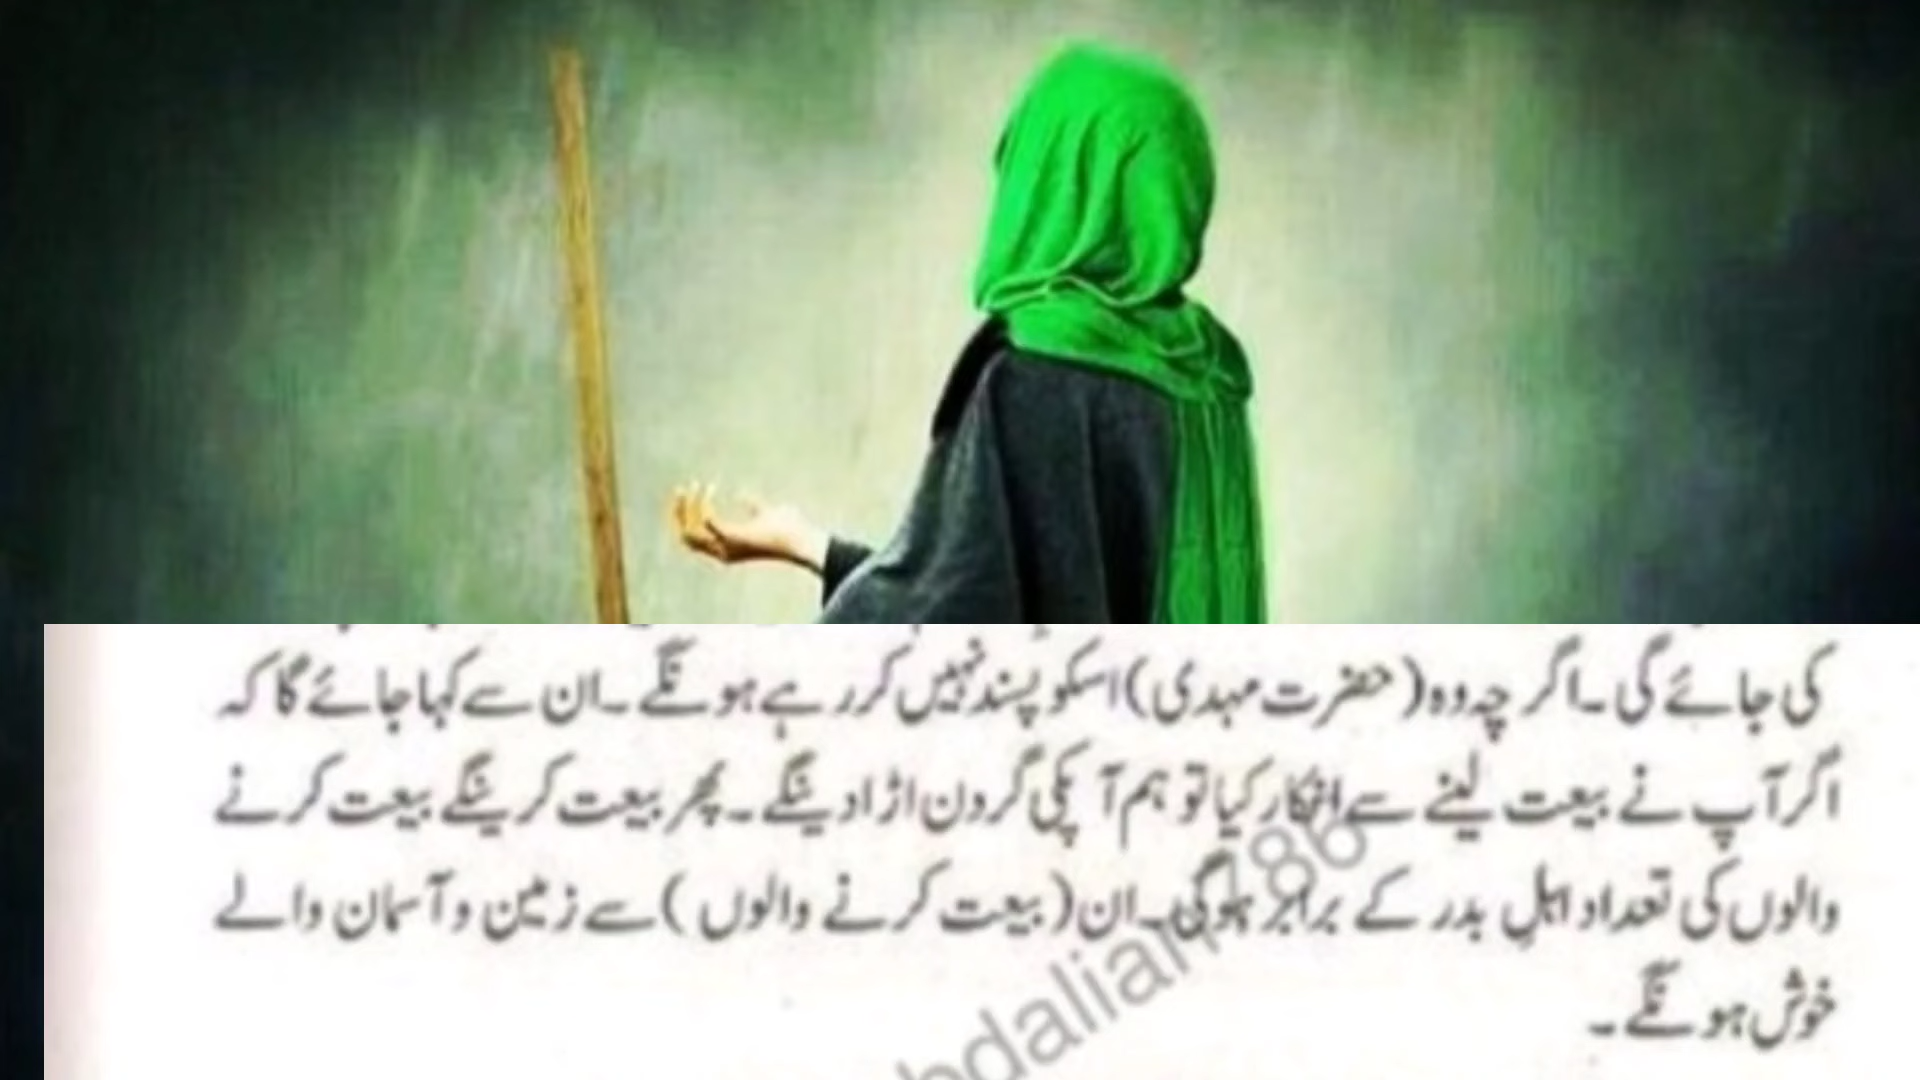 کی جائے گی۔اگر چہ وہ (حضرت مہدی) اسکو پسند نہیں کر رہے ہونگے۔ان سے کہا جائے گا کہ
اگر آپ نے بیعت لینے سے انکار کیا تو ہم آپکی گردن اڑا دینگے۔پھر بیعت کرینگے بیعت کرنے
والوں کی تعداد اہلِ بدر کے برابر ہوگی۔ان (بیعت کرنے والوں) سے زمین و آسمان والے
خوش ہونگے۔
bdalian786